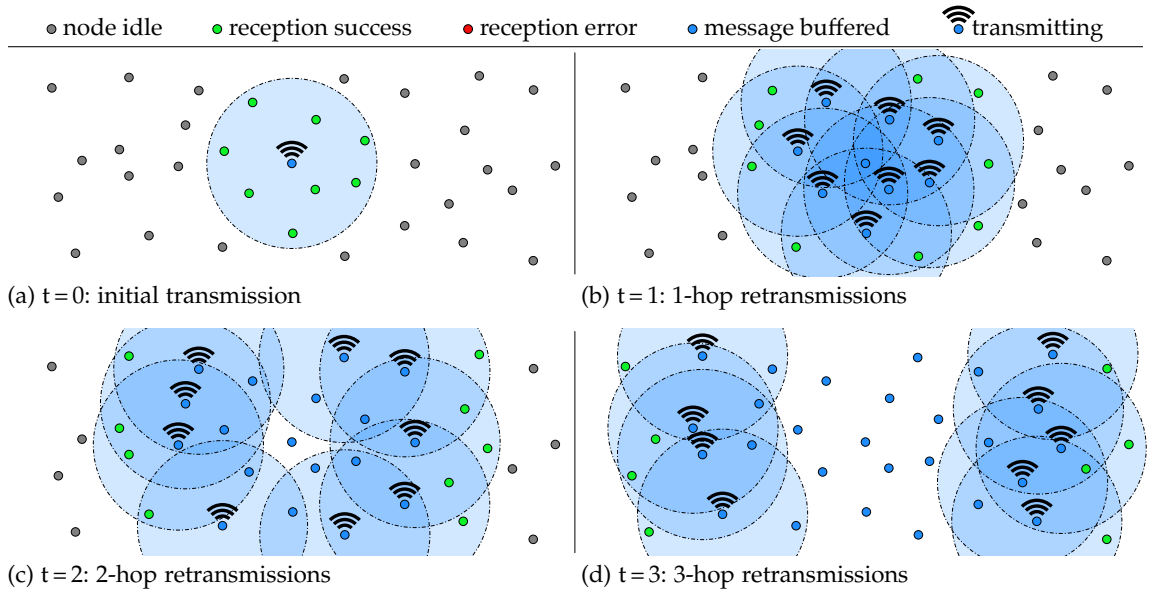 node idle reception success reception error message buffered transmitting
(a) t = 0: initial transmission
(b) t = 1: 1-hop retransmissions
(c) t = 2: 2-hop retransmissions
(d) t = 3: 3-hop retransmissions